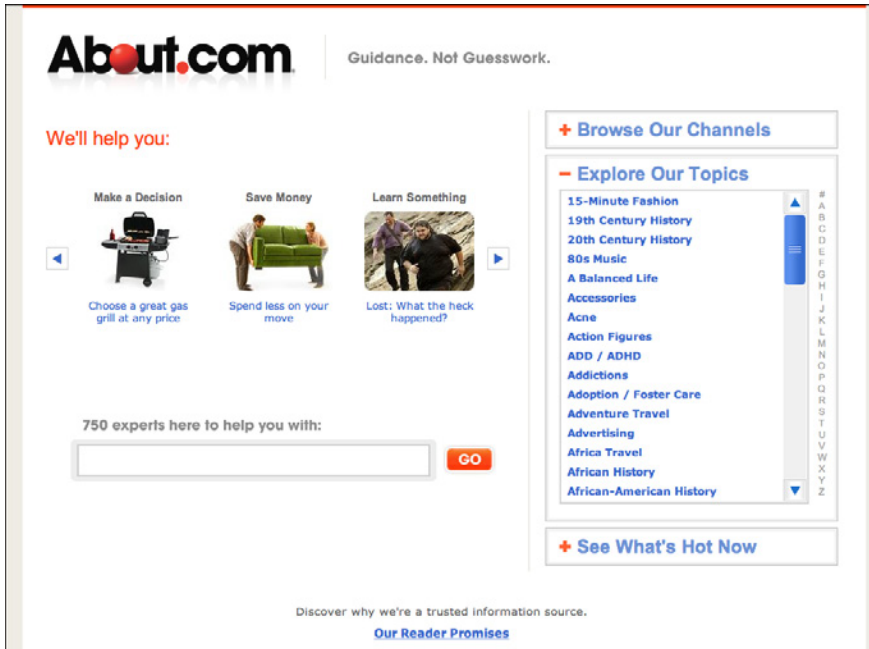 About.com
Guidance. Not Guesswork.
We'll help you:
Make a Decision
Save Money
Learn Something
Choose a great gas
grill at any price
Spend less on your
move
Lost: What the heck
happened?
750 experts here to help you with:
GO
+ Browse Our Channels
− Explore Our Topics
15-Minute Fashion
19th Century History
20th Century History
80s Music
A Balanced Life
Accessories
Acne
Action Figures
ADD / ADHD
Addictions
Adoption / Foster Care
Adventure Travel
Advertising
Africa Travel
African History
African-American History
#
A
B
C
D
E
F
G
H
I
J
K
L
M
N
O
P
Q
R
S
T
U
V
W
X
Y
Z
+ See What's Hot Now
Discover why we're a trusted information source.
Our Reader Promises